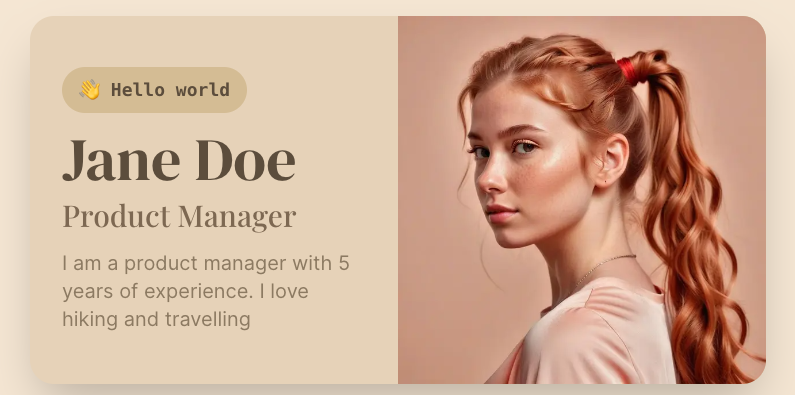 👋 Hello world
Jane Doe
Product Manager
I am a product manager with 5
years of experience. I love
hiking and travelling